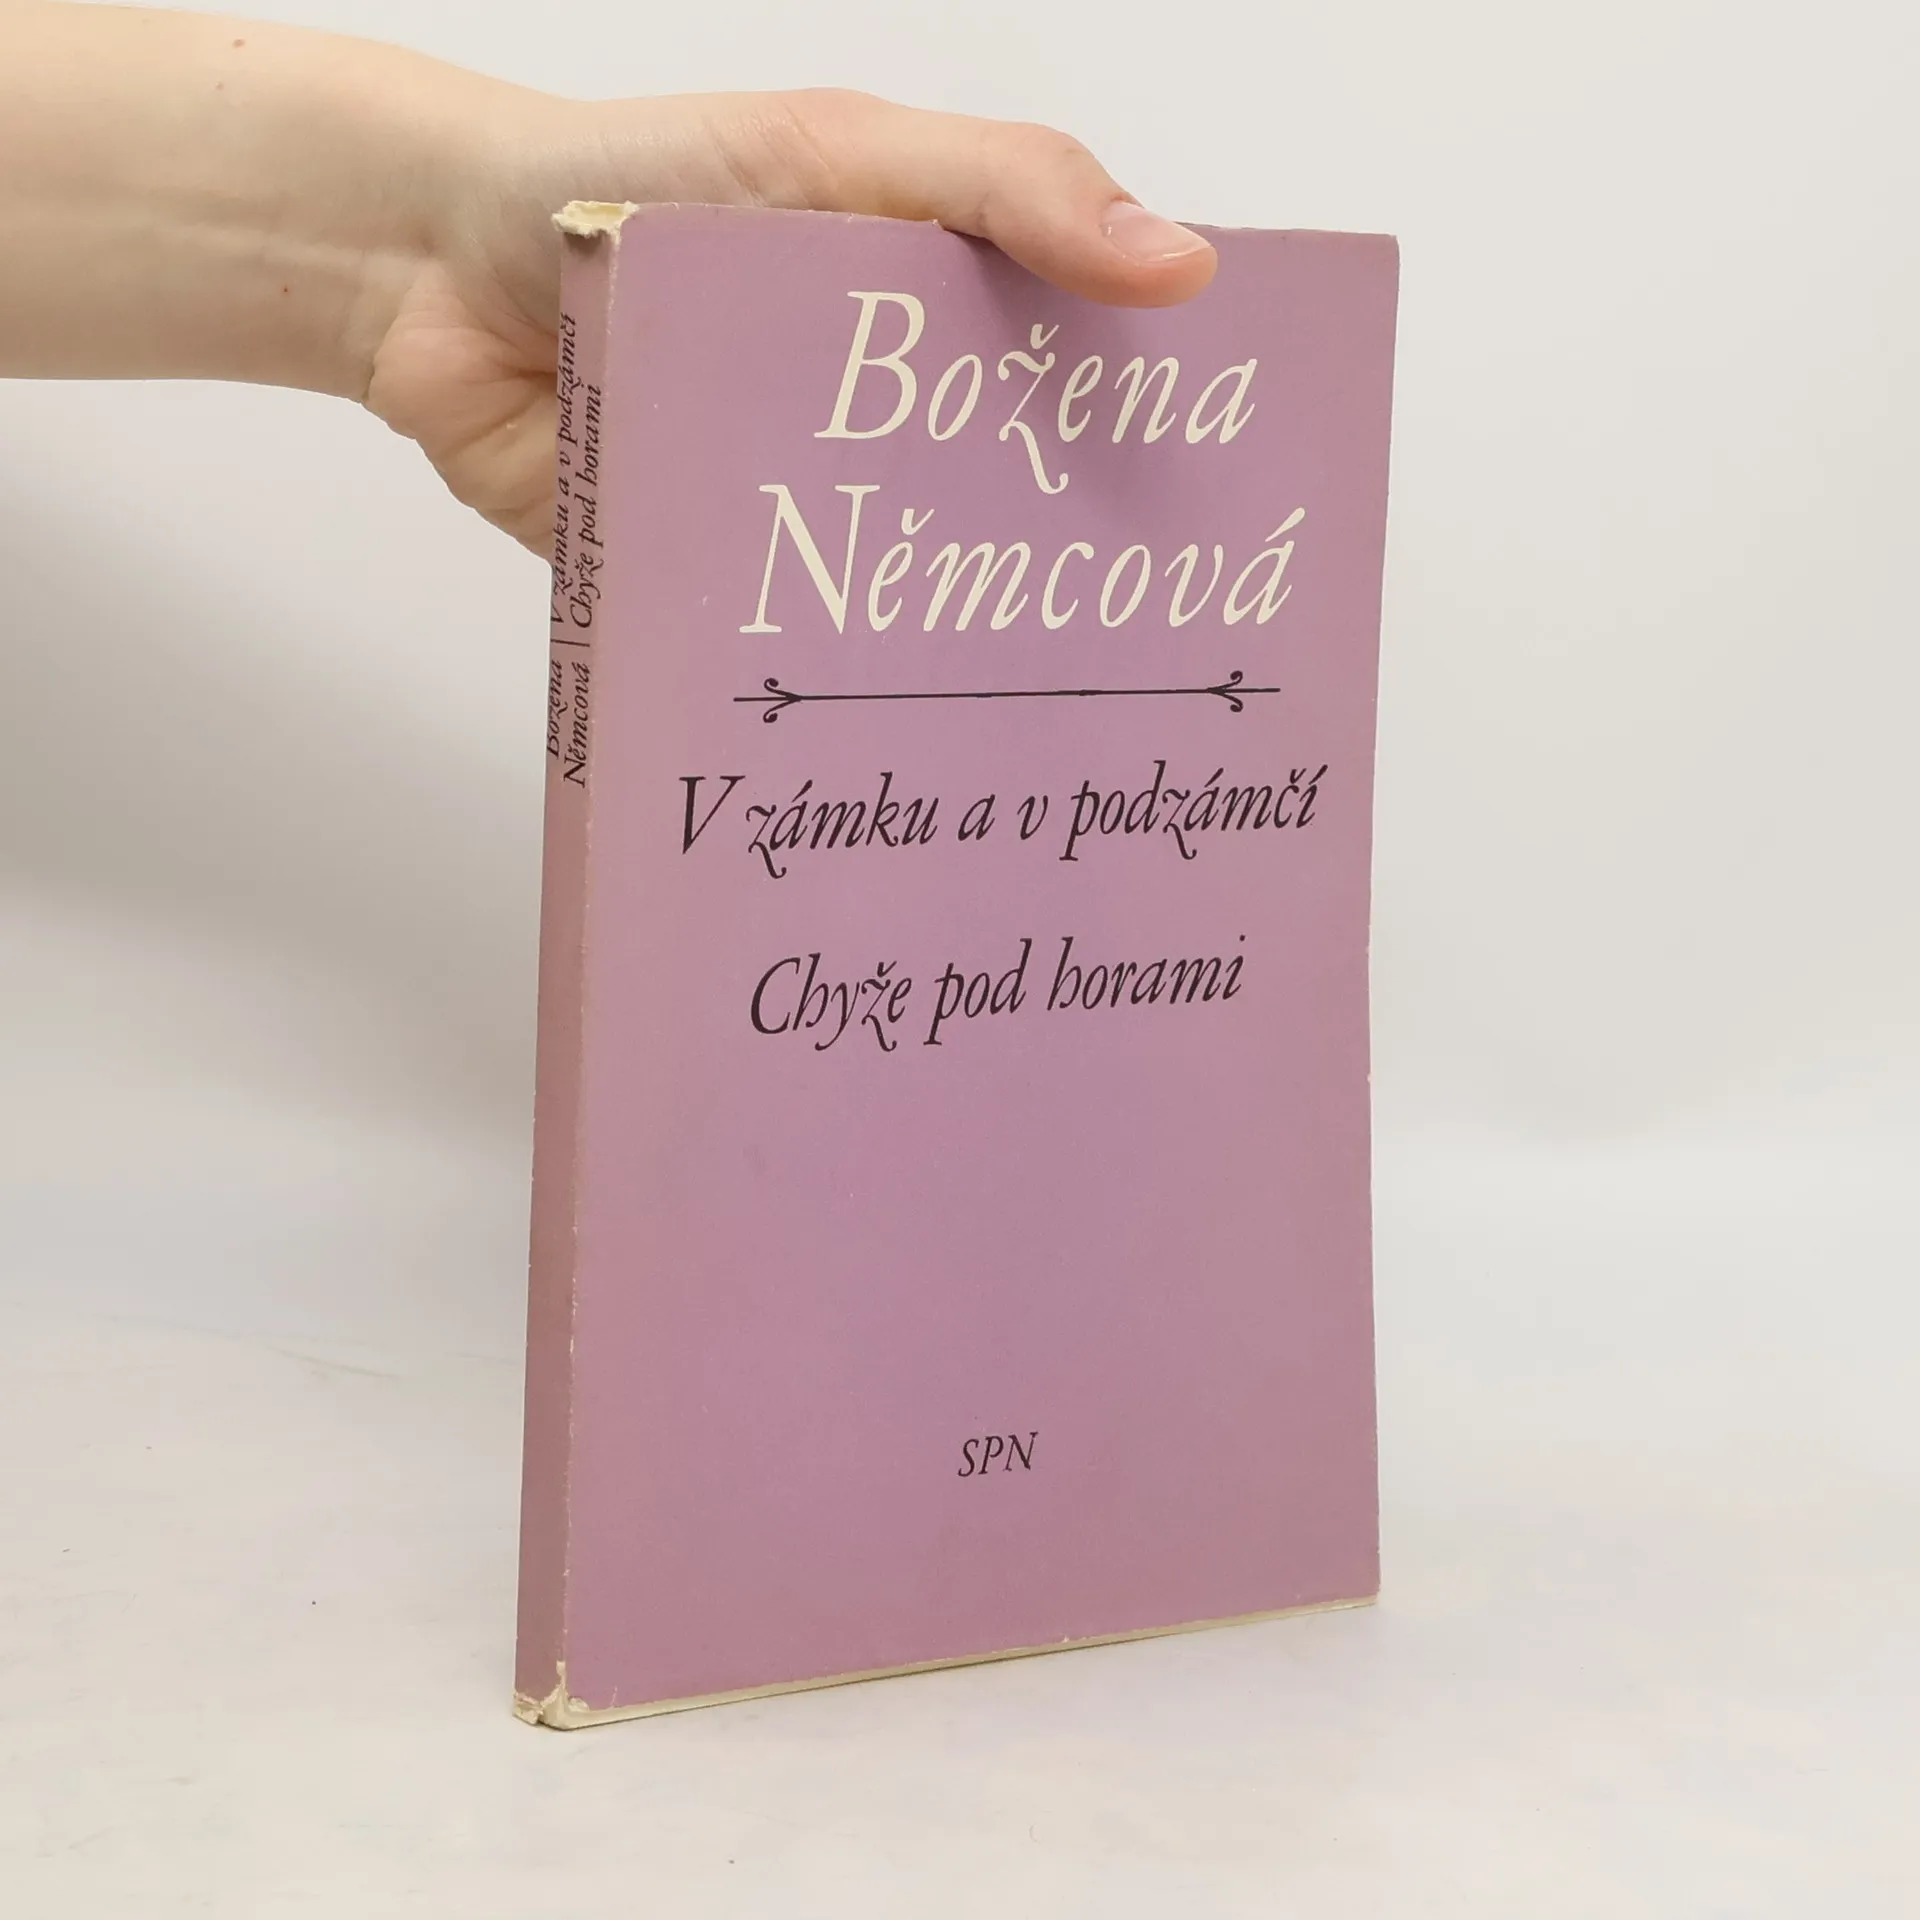 Božena
Němcová
V zámku a v podzámčí
Chyže pod horami
SPN
Božena
Němcová
V zámku a v podzámčí
Chyže pod horami